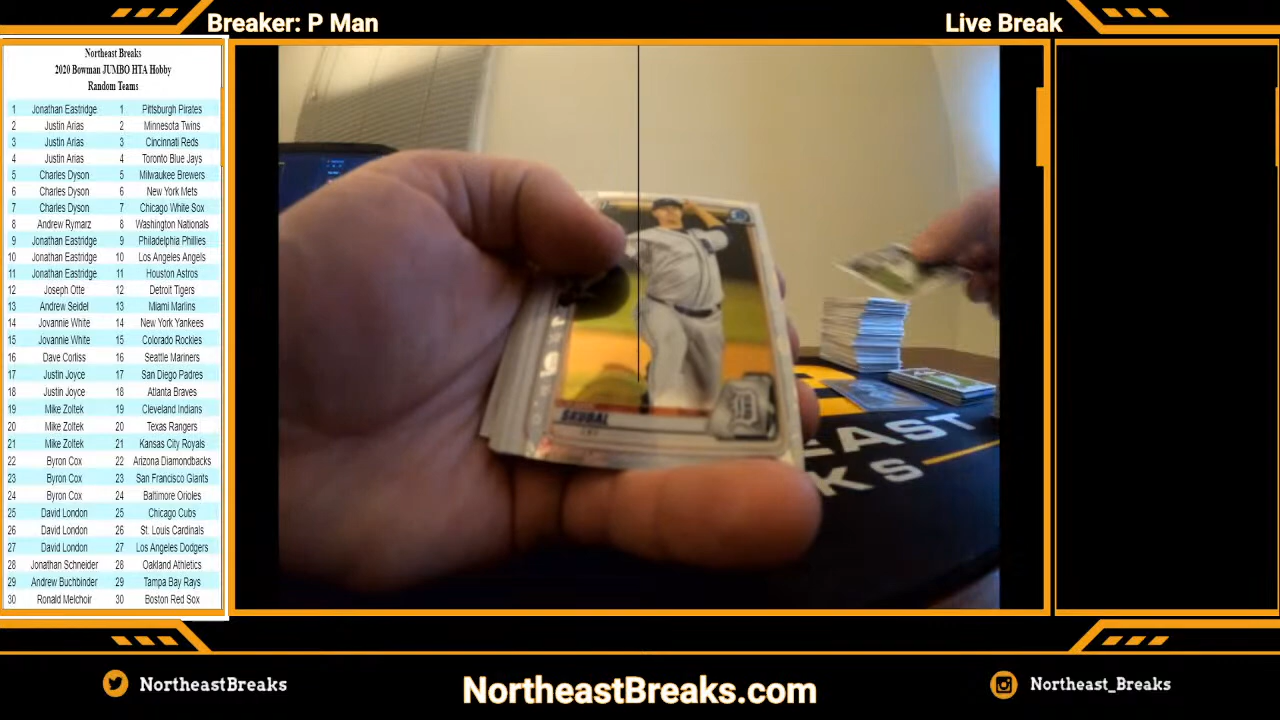 Breaker: P Man
Live Break
Northeast Breaks
2020 Bowman JUMBO HTA Hobby
Random Teams
1 Jonathan Eastridge 1 Pittsburgh Pirates
2 Justin Arias 2 Minnesota Twins
3 Justin Arias 3 Cincinnati Reds
4 Justin Arias 4 Toronto Blue Jays
5 Charles Dyson 5 Milwaukee Brewers
6 Charles Dyson 6 New York Mets
7 Charles Dyson 7 Chicago White Sox
8 Andrew Rymarz 8 Washington Nationals
9 Jonathan Eastridge 9 Philadelphia Phillies
10 Jonathan Eastridge 10 Los Angeles Angels
11 Jonathan Eastridge 11 Houston Astros
12 Joseph Otte 12 Detroit Tigers
13 Andrew Seidel 13 Miami Marlins
14 Jovannie White 14 New York Yankees
15 Jovannie White 15 Colorado Rockies
16 Dave Corliss 16 Seattle Mariners
17 Justin Joyce 17 San Diego Padres
18 Justin Joyce 18 Atlanta Braves
19 Mike Zoltek 19 Cleveland Indians
20 Mike Zoltek 20 Texas Rangers
21 Mike Zoltek 21 Kansas City Royals
22 Byron Cox 22 Arizona Diamondbacks
23 Byron Cox 23 San Francisco Giants
24 Byron Cox 24 Baltimore Orioles
25 David London 25 Chicago Cubs
26 David London 26 St. Louis Cardinals
27 David London 27 Los Angeles Dodgers
28 Jonathan Schneider 28 Oakland Athletics
29 Andrew Buchbinder 29 Tampa Bay Rays
30 Ronald Melchoir 30 Boston Red Sox
SKUBAL
EAST
KS
NortheastBreaks
NortheastBreaks.com
Northeast_Breaks